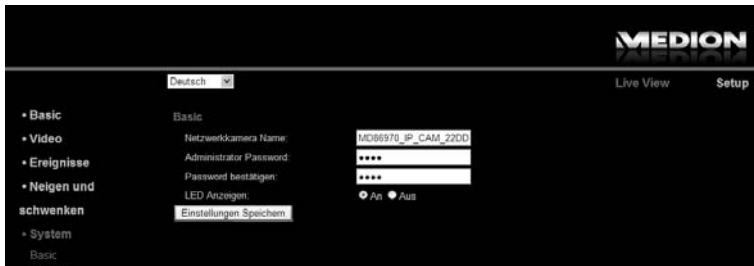 MEDION
Deutsch
Live View Setup
• Basic
• Video
• Ereignisse
• Neigen und
schwenken
• System
Basic
Basic
Netzwerkkamera Name: MD86970_IP_CAM_22DD
Administrator Password: ••••
Password bestätigen: ••••
LED Anzeigen: An Aus
Einstellungen Speichern